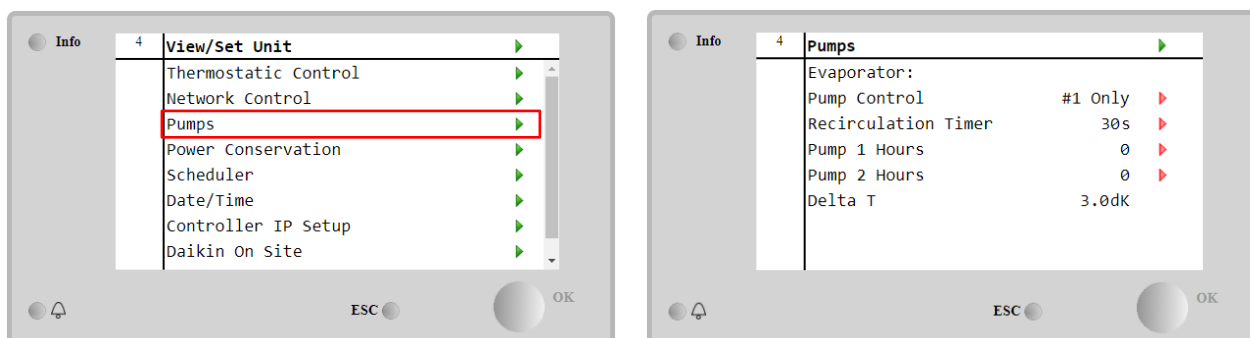 Info
4 View/Set Unit
Thermostatic Control
Network Control
Pumps
Power Conservation
Scheduler
Date/Time
Controller IP Setup
Daikin On Site
ESC
OK
Info
4 Pumps
Evaporator:
Pump Control #1 Only
Recirculation Timer 30s
Pump 1 Hours 0
Pump 2 Hours 0
Delta T 3.0dK
ESC
OK